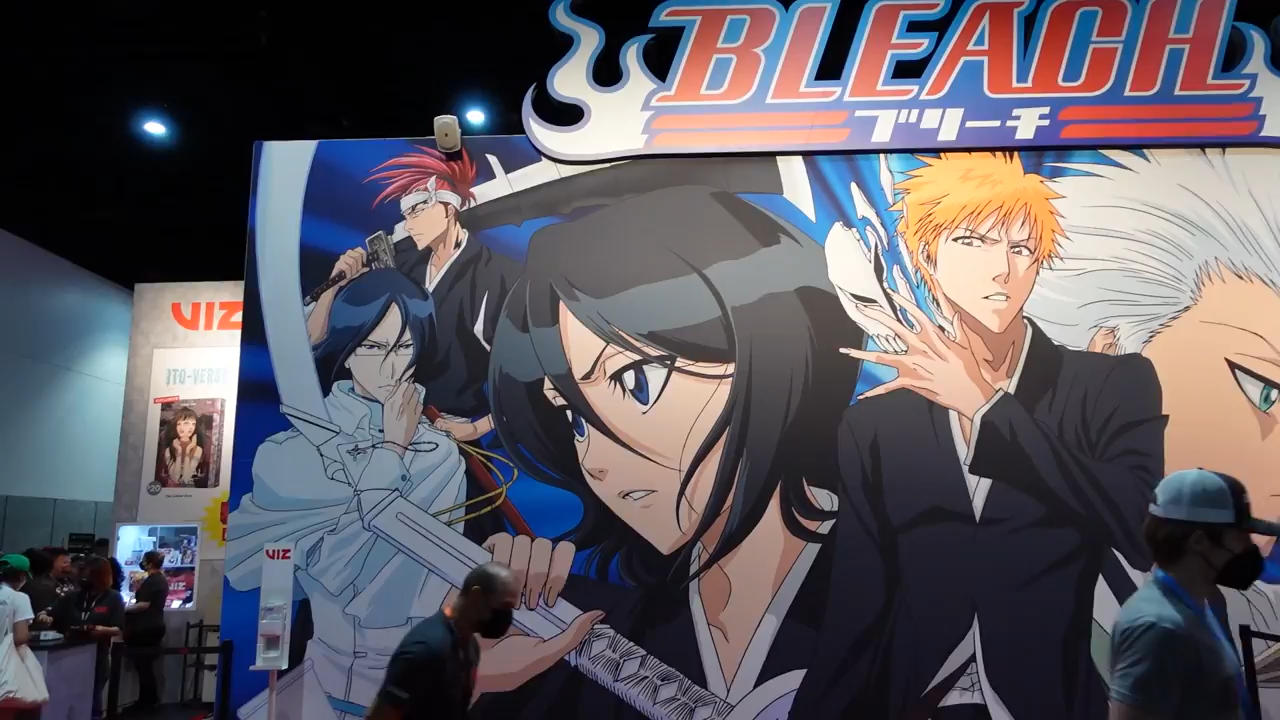 BLEACH
ブリーチ
VIZ
ITO-VERSE
VIZ